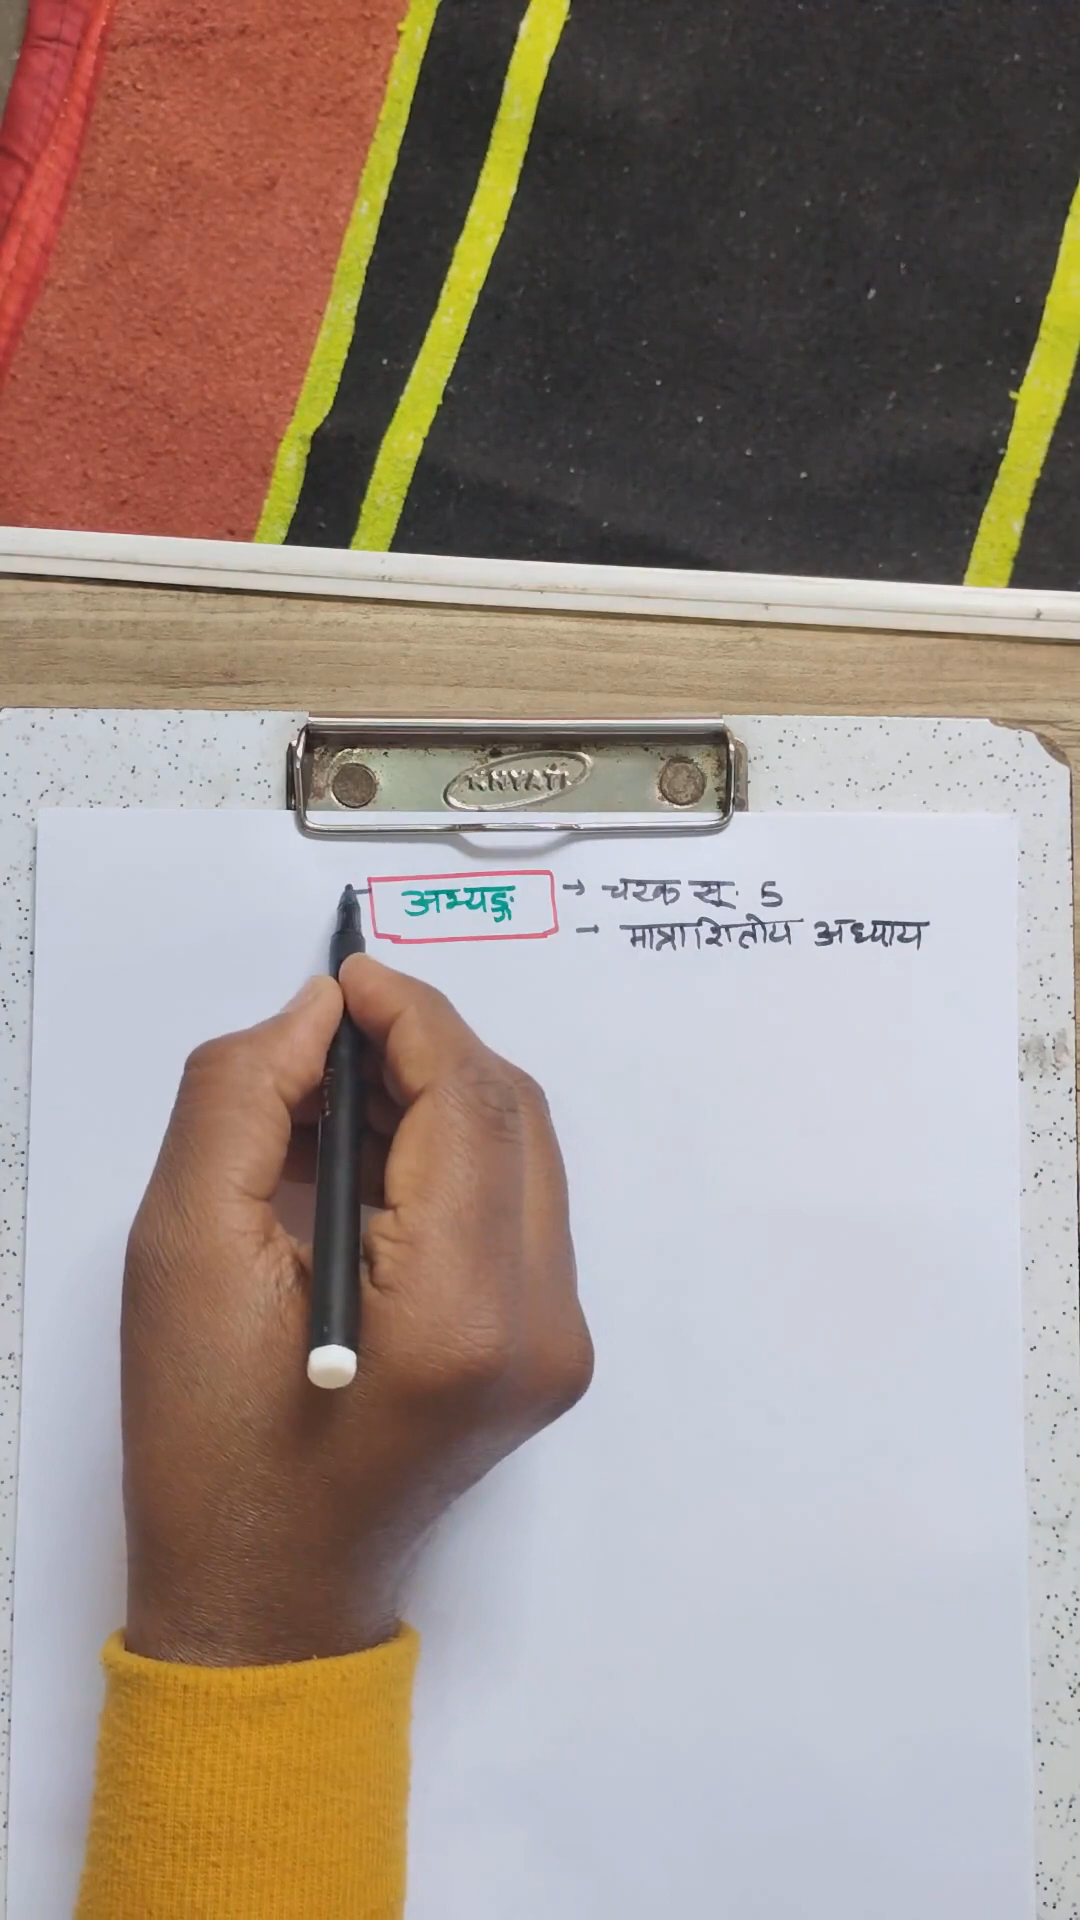 KHYATI
अभ्यङ्ग → चरक सू. 5
→ मात्राशितीय अध्याय